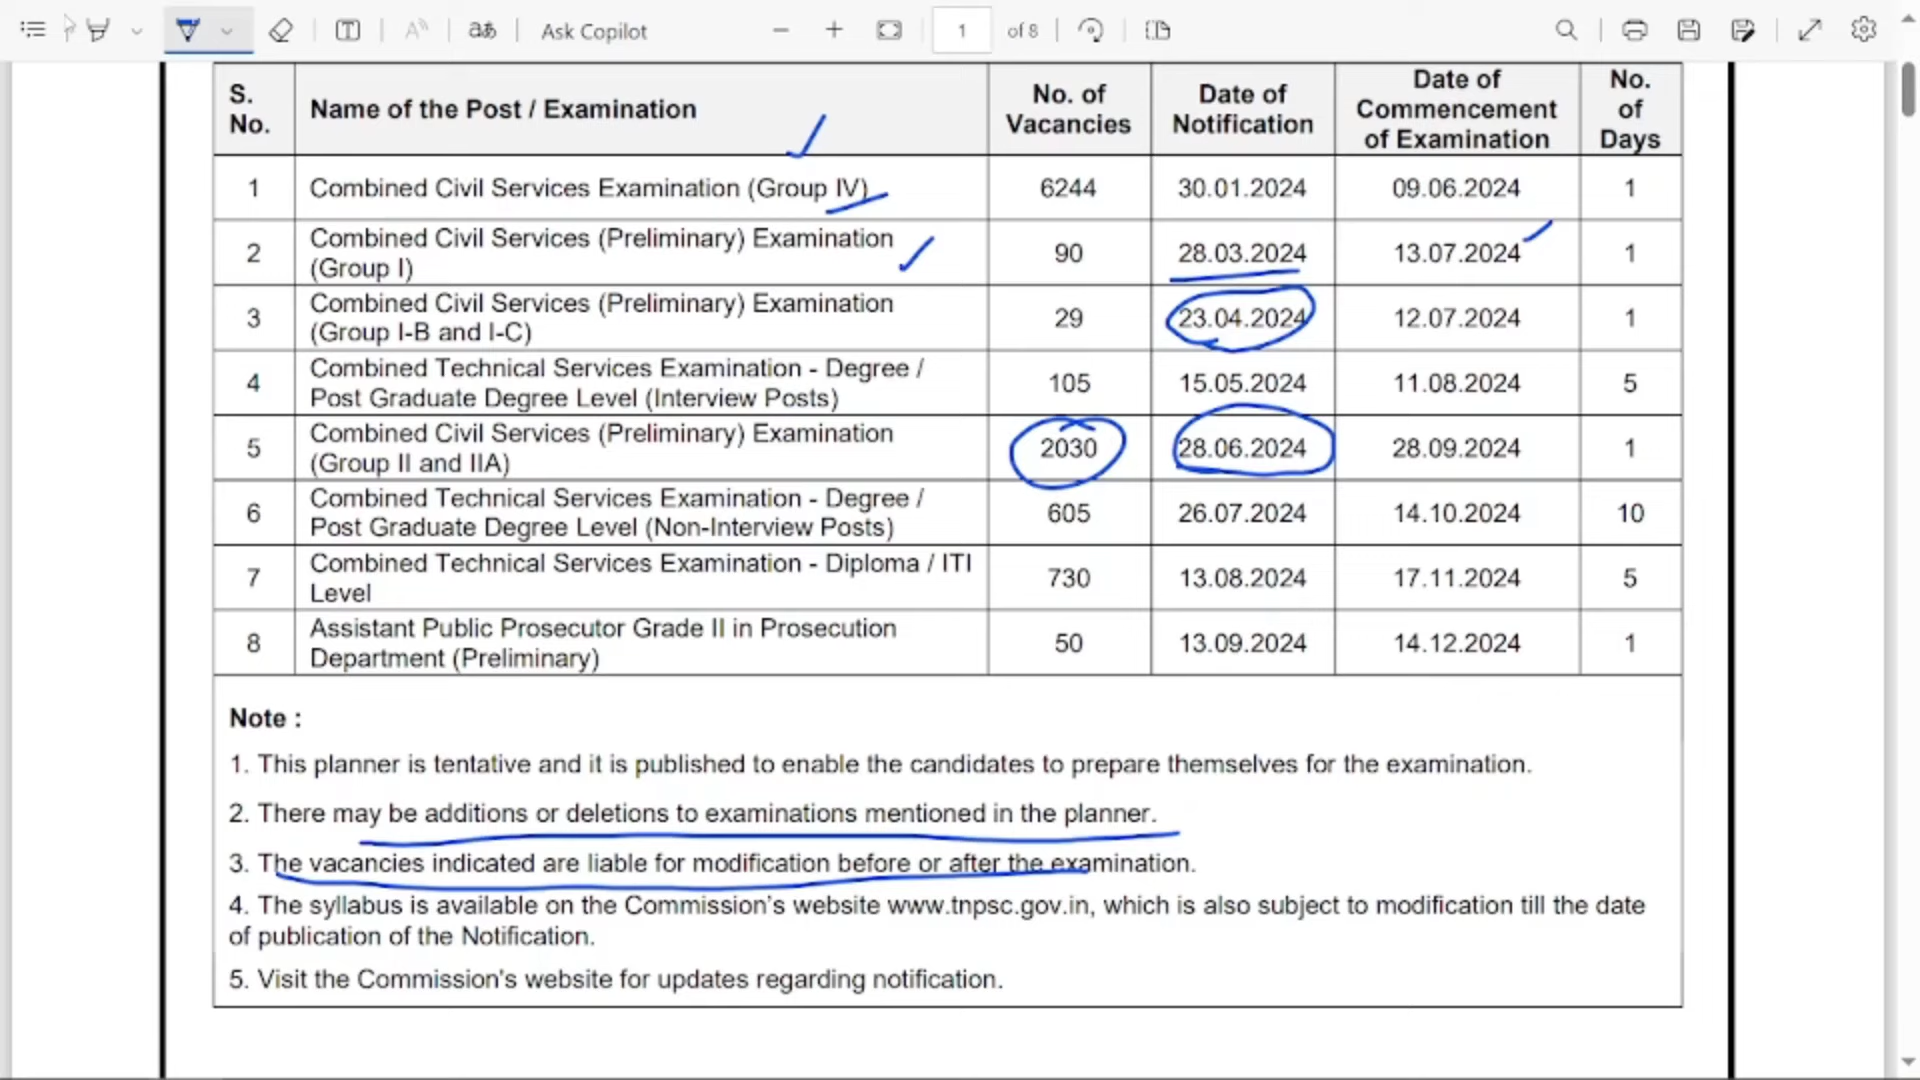 Ask Copilot
1 of 8
S. No.
Name of the Post / Examination
No. of Vacancies
Date of Notification
Date of Commencement of Examination
No. of Days
1 Combined Civil Services Examination (Group IV) 6244 30.01.2024 09.06.2024 1
2 Combined Civil Services (Preliminary) Examination
(Group I) 90 28.03.2024 13.07.2024 1
3 Combined Civil Services (Preliminary) Examination
(Group I-B and I-C) 29 23.04.2024 12.07.2024 1
4 Combined Technical Services Examination - Degree /
Post Graduate Degree Level (Interview Posts) 105 15.05.2024 11.08.2024 5
5 Combined Civil Services (Preliminary) Examination
(Group II and IIA) 2030 28.06.2024 28.09.2024 1
6 Combined Technical Services Examination - Degree /
Post Graduate Degree Level (Non-Interview Posts) 605 26.07.2024 14.10.2024 10
7 Combined Technical Services Examination - Diploma / ITI
Level 730 13.08.2024 17.11.2024 5
8 Assistant Public Prosecutor Grade II in Prosecution
Department (Preliminary) 50 13.09.2024 14.12.2024 1
Note :
1. This planner is tentative and it is published to enable the candidates to prepare themselves for the examination.
2. There may be additions or deletions to examinations mentioned in the planner.
3. The vacancies indicated are liable for modification before or after the examination.
4. The syllabus is available on the Commission's website www.tnpsc.gov.in, which is also subject to modification till the date
of publication of the Notification.
5. Visit the Commission's website for updates regarding notification.